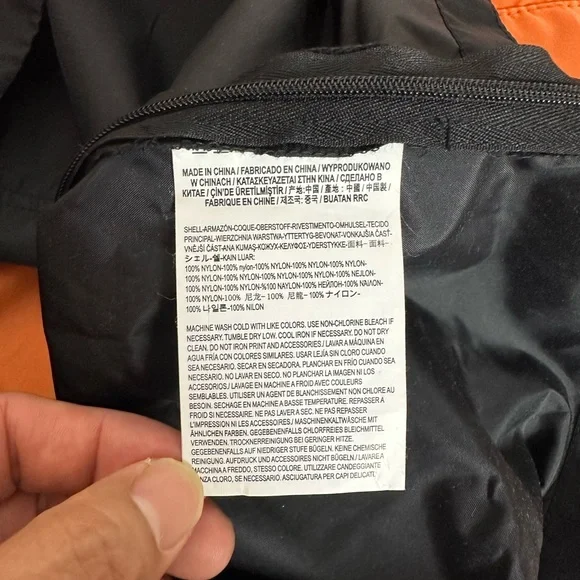 MADE IN CHINA / FABRICADO EN CHINA / WYPRODUKOWANO
W CHINACH / ΚΑΤΑΣΚΕΥΑΖΕΤΑΙ ΣΤΗΝ ΚΙΝΑ / СДЕЛАНО В
КИТАЕ / ÇİN'DE ÜRETİLMİŞTİR / 产地:中国 / 產地: 中國 / 中国製 /
FABRIQUE EN CHINE / 제조국: 중국 / BUATAN RRC
SHELL-ARMAZÓN-COQUE-OBERSTOFF-RIVESTIMENTO-OMHULSEL-TECIDO
PRINCIPAL-WIERZCHNIA WARSTWA-YTTERTYG-BEVONAT-VONKAJŠIA ČASŤ-
VNĚJŠÍ ČÁST-ANA KUMAŞ-КОЖУХ-ΚΕΛΥΦΟΣ-YDERSTYKKE-面料-面料-
シェル-쉘-KAIN LUAR:
100% NYLON-100% nylon-100% NYLON-100% NYLON-100% NYLON-
100% NYLON-100% NYLON-100% NYLON-100% NEJLON-
100% NYLON-100% NYLON-%100 NAYLON-100% НЕЙЛОН-100% ΝΑΪΛΟΝ-
100% NYLON-100% 尼龙- 100% 尼龍-100% ナイロン-
100% 나일론-100% NILON
MACHINE WASH COLD WITH LIKE COLORS. USE NON-CHLORINE BLEACH IF
NECESSARY. TUMBLE DRY LOW. COOL IRON IF NECESSARY. DO NOT DRY
CLEAN. DO NOT IRON PRINT AND ACCESSORIES / LAVAR A MÁQUINA EN
AGUA FRÍA CON COLORES SIMILARES. USAR LEJÍA SIN CLORO CUANDO
SEA NECESARIO. SECAR EN SECADORA. PLANCHAR A BAJA SI ES
NECESARIO. NO LAVAR EN SECO. NO PLANCHAR LA IMAGEN NI LOS
ACCESORIOS / LAVAGE EN MACHINE A FROID AVEC COULEURS
SEMBLABLES. UTILISER UN AGENT DE BLANCHISSEMENT NON CHLORE AU
BESOIN. SECHAGE EN MACHINE A BASSE TEMPERATURE. REPASSER A
FROID SI NECESSAIRE. NE PAS LAVER A SEC. NE PAS REPASSER
L'IMPRESSION NI LES ACCESSOIRES / MASCHINENKALTWÄSCHE MIT
ÄHNLICHEN FARBEN. GEGEBENENFALLS CHLORFREIES BLEICHMITTEL
VERWENDEN. TROCKNERREINIGUNG BEI GERINGER HITZE.
GEGEBENENFALLS AUF NIEDRIGER STUFE BÜGELN. KEINE CHEMISCHE
REINIGUNG. AUFDRUCK UND ACCESSOIRES NICHT BÜGELN / LAVARE A
MACCHINA A FREDDO, STESSO COLORE. UTILIZZARE CANDEGGIANTE
SENZA CLORO, SE NECESSARIO. ASCIUGATURA PER CAPI DELICATI.